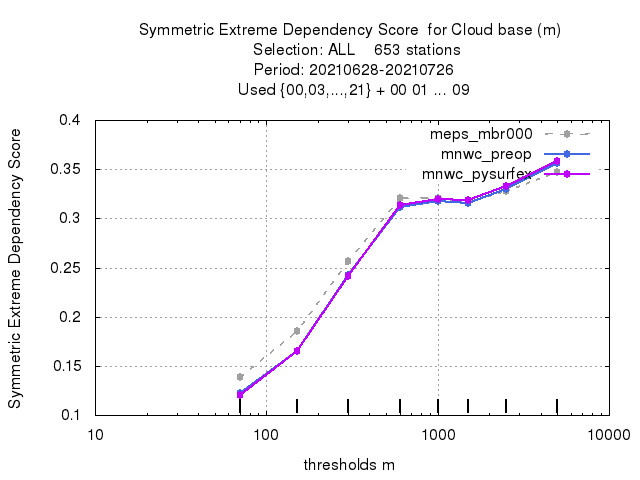 Symmetric Extreme Dependency Score  for Cloud base (m)
Selection: ALL    653 stations
Period: 20210628-20210726
Used {00,03,...,21} + 00 01 ... 09
Symmetric Extreme Dependency Score
0.4
0.35
0.3
0.25
0.2
0.15
0.1
meps_mbr000
mnwc_preop
mnwc_pysurfex
10 100 1000 10000
thresholds m